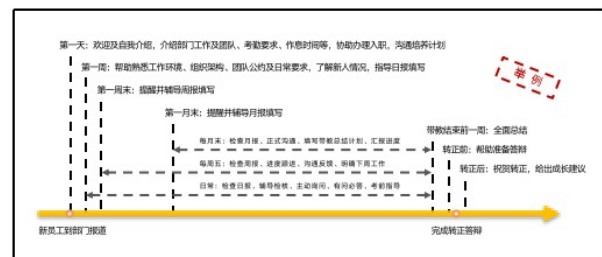 第一天：欢迎及自我介绍，介绍部门工作及团队、考勤要求、作息时间等，协助办理入职，沟通培养计划
第一周：帮助熟悉工作环境、组织架构、团队公约及日常要求，了解新人情况，指导日报填写
举例
第一周末：提醒并辅导周报填写
第一月末：提醒并辅导月报填写
带教结束前一周：全面总结
每月末：检查月报，正式沟通、填写带教总结计划、汇报进度
转正前：帮助准备答辩
每周五：检查周报、进度跟进、沟通反馈、明确下周工作
转正后：祝贺转正，给出成长建议
日常：检查日报、辅导检核、主动询问、有问必答、考前指导
新员工到部门报道
完成转正答辩